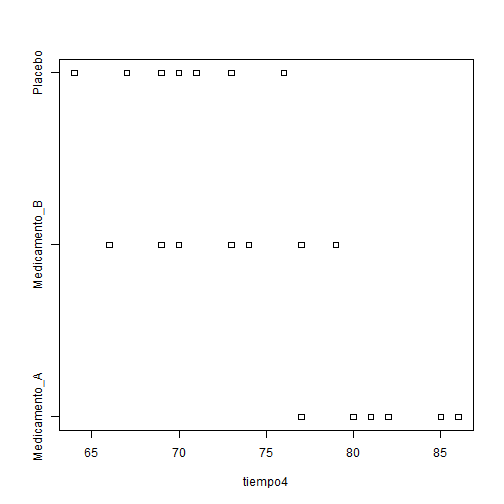 Placebo
Medicamento_B
Medicamento_A
65 70 75 80 85
tiempo4